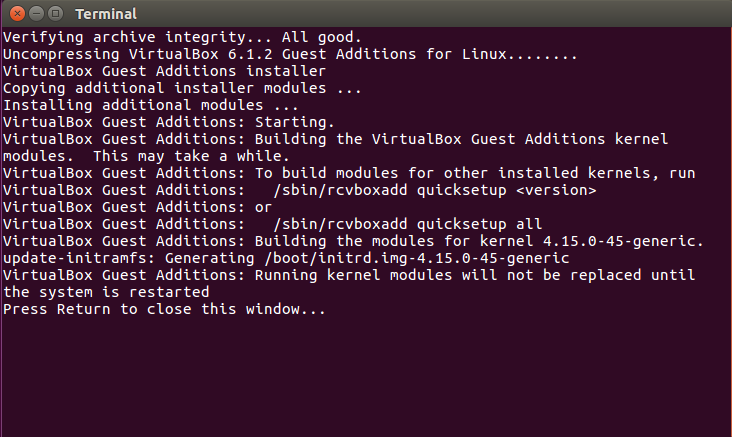 Terminal
Verifying archive integrity... All good.
Uncompressing VirtualBox 6.1.2 Guest Additions for Linux........
VirtualBox Guest Additions installer
Copying additional installer modules ...
Installing additional modules ...
VirtualBox Guest Additions: Starting.
VirtualBox Guest Additions: Building the VirtualBox Guest Additions kernel
modules.  This may take a while.
VirtualBox Guest Additions: To build modules for other installed kernels, run
VirtualBox Guest Additions:   /sbin/rcvboxadd quicksetup <version>
VirtualBox Guest Additions: or
VirtualBox Guest Additions:   /sbin/rcvboxadd quicksetup all
VirtualBox Guest Additions: Building the modules for kernel 4.15.0-45-generic.
update-initramfs: Generating /boot/initrd.img-4.15.0-45-generic
VirtualBox Guest Additions: Running kernel modules will not be replaced until
the system is restarted
Press Return to close this window...